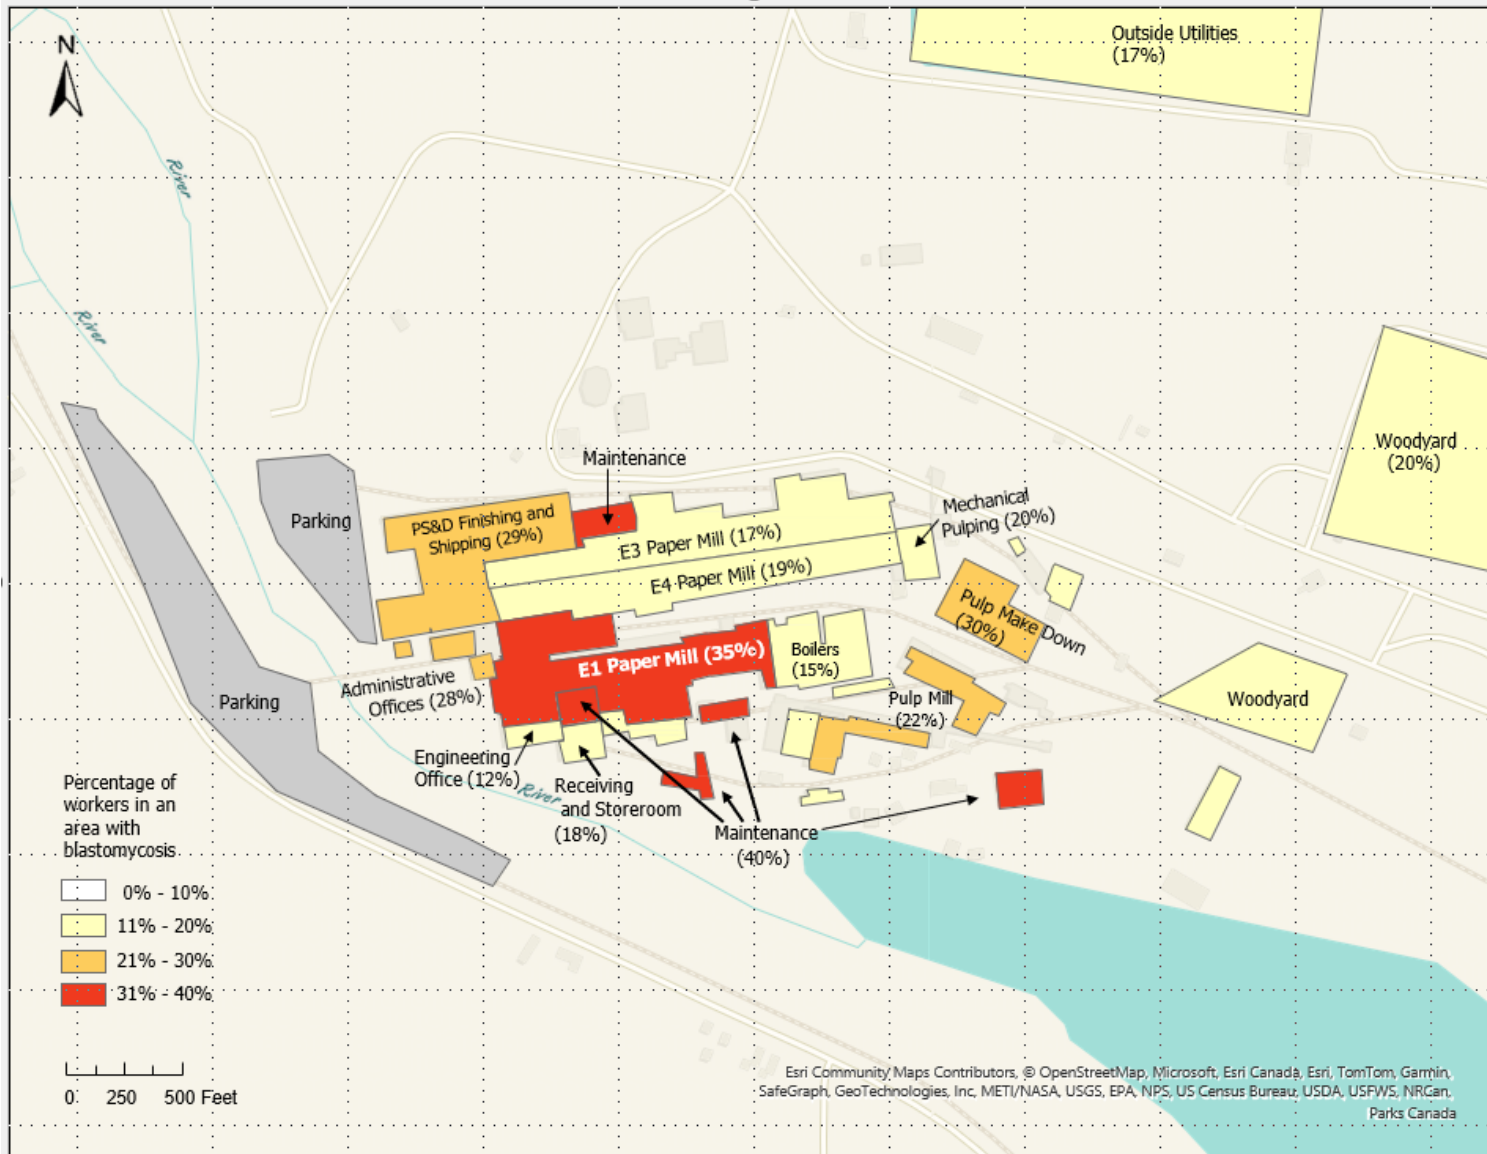 N
Outside Utilities
(17%)
River
River
Woodyard
(20%)
Maintenance
Parking
PS&D Finishing and
Shipping (29%)
Mechanical
Pulping (20%)
E3 Paper Mill (17%)
E4 Paper Mill (19%)
Pulp Make Down
(30%)
E1 Paper Mill (35%)
Boilers
(15%)
Administrative
Offices (28%)
Parking
Pulp Mill
(22%)
Woodyard
Engineering
Office (12%)
Receiving
and Storeroom
(18%)
River
Maintenance
(40%)
Percentage of
workers in an
area with
blastomycosis
0% - 10%
11% - 20%
21% - 30%
31% - 40%
0 250 500 Feet
Esri Community Maps Contributors, © OpenStreetMap, Microsoft, Esri Canada, Esri, TomTom, Garmin,
SafeGraph, GeoTechnologies, Inc, METI/NASA, USGS, EPA, NPS, US Census Bureau, USDA, USFWS, NRCan,
Parks Canada